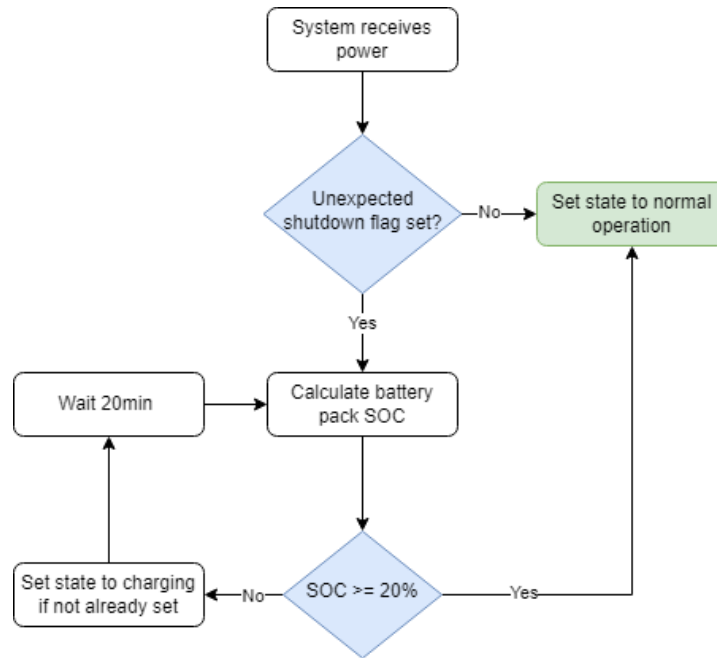 System receives
power
Unexpected
shutdown flag set?
No
Set state to normal
operation
Yes
Wait 20min
Calculate battery
pack SOC
Set state to charging
if not already set
No
SOC >= 20%
Yes